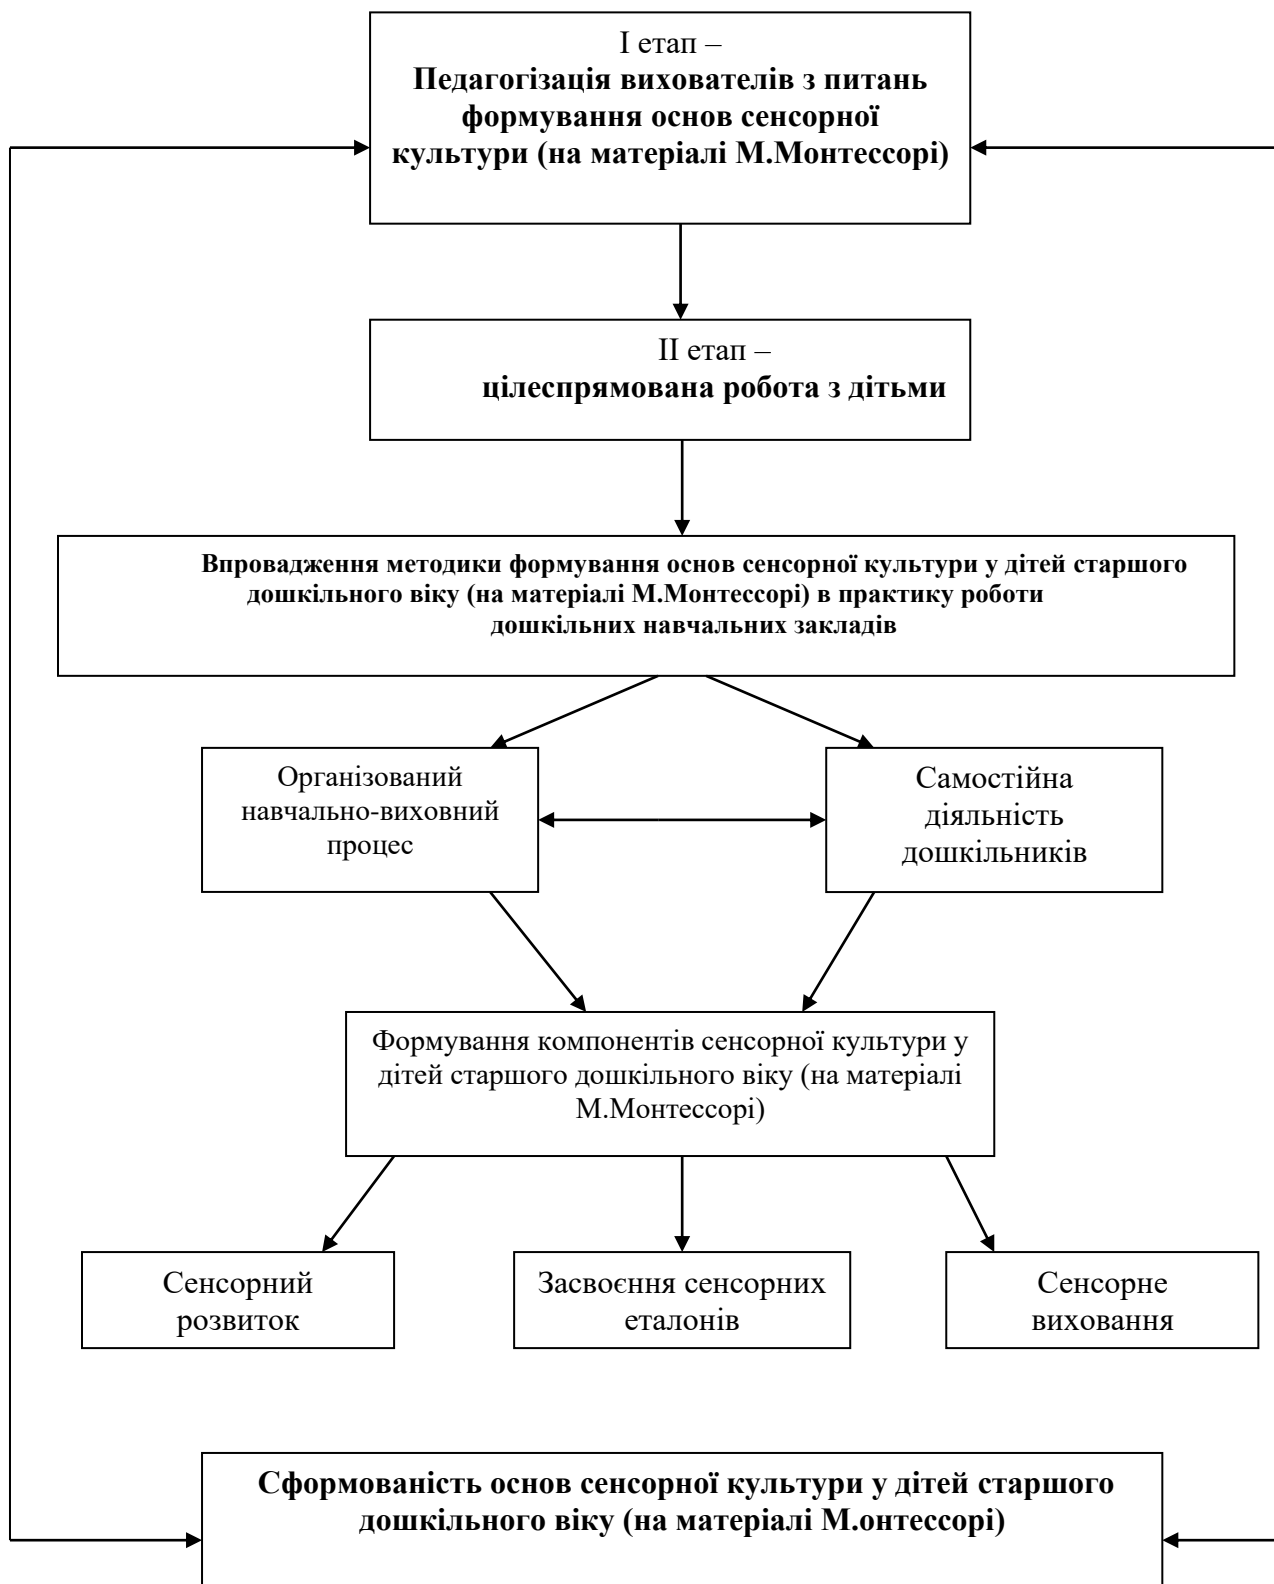 І етап –
Педагогізація вихователів з питань
формування основ сенсорної
культури (на матеріалі М.Монтессорі)
ІІ етап –
цілеспрямована робота з дітьми
Впровадження методики формування основ сенсорної культури у дітей старшого
дошкільного віку (на матеріалі М.Монтессорі) в практику роботи
дошкільних навчальних закладів
Організований
навчально-виховний
процес
Самостійна
діяльність
дошкільників
Формування компонентів сенсорної культури у
дітей старшого дошкільного віку (на матеріалі
М.Монтессорі)
Сенсорний
розвиток
Засвоєння сенсорних
еталонів
Сенсорне
виховання
Сформованість основ сенсорної культури у дітей старшого
дошкільного віку (на матеріалі М.онтессорі)